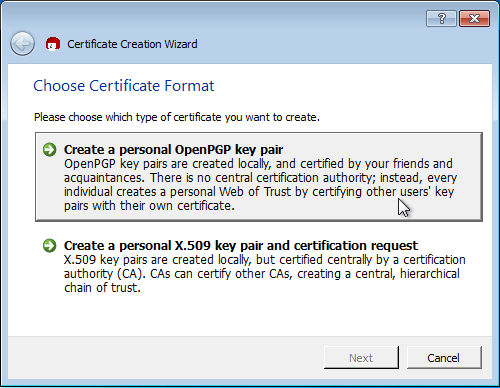 Certificate Creation Wizard
Choose Certificate Format
Please choose which type of certificate you want to create.
Create a personal OpenPGP key pair
OpenPGP key pairs are created locally, and certified by your friends and
acquaintances. There is no central certification authority; instead, every
individual creates a personal Web of Trust by certifying other users' key
pairs with their own certificate.
Create a personal X.509 key pair and certification request
X.509 key pairs are created locally, but certified centrally by a certification
authority (CA). CAs can certify other CAs, creating a central, hierarchical
chain of trust.
Next
Cancel